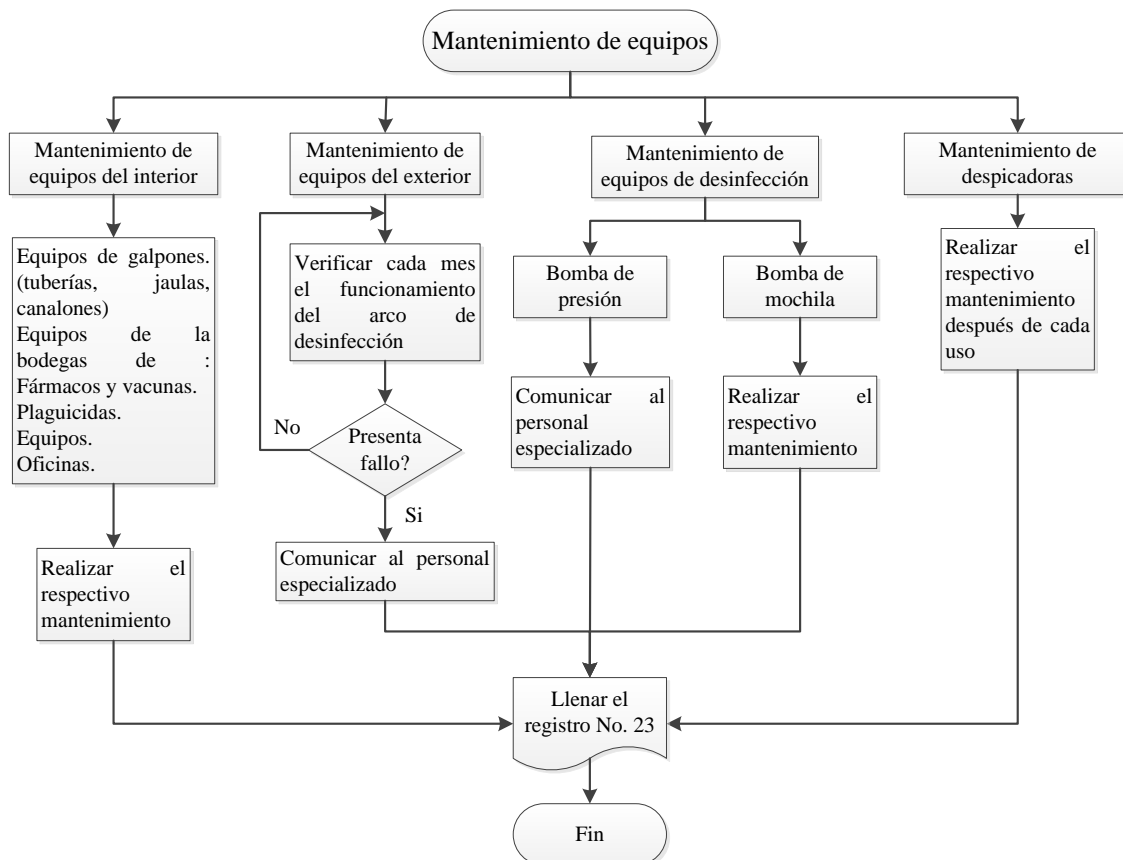 Mantenimiento de equipos
Mantenimiento de
equipos del interior
Mantenimiento de
equipos del exterior
Mantenimiento de
equipos de desinfección
Mantenimiento de
despicadoras
Equipos de galpones.
(tuberías, jaulas,
canalones)
Equipos de la
bodegas de :
Fármacos y vacunas.
Plaguicidas.
Equipos.
Oficinas.
Verificar cada mes
el funcionamiento
del arco de
desinfección
Bomba de
presión
Bomba de
mochila
Realizar el
respectivo
mantenimiento
después de cada
uso
Comunicar al
personal
especializado
Realizar el
respectivo
mantenimiento
No
Presenta
fallo?
Si
Comunicar al personal
especializado
Realizar el
respectivo
mantenimiento
Llenar el
registro No. 23
Fin